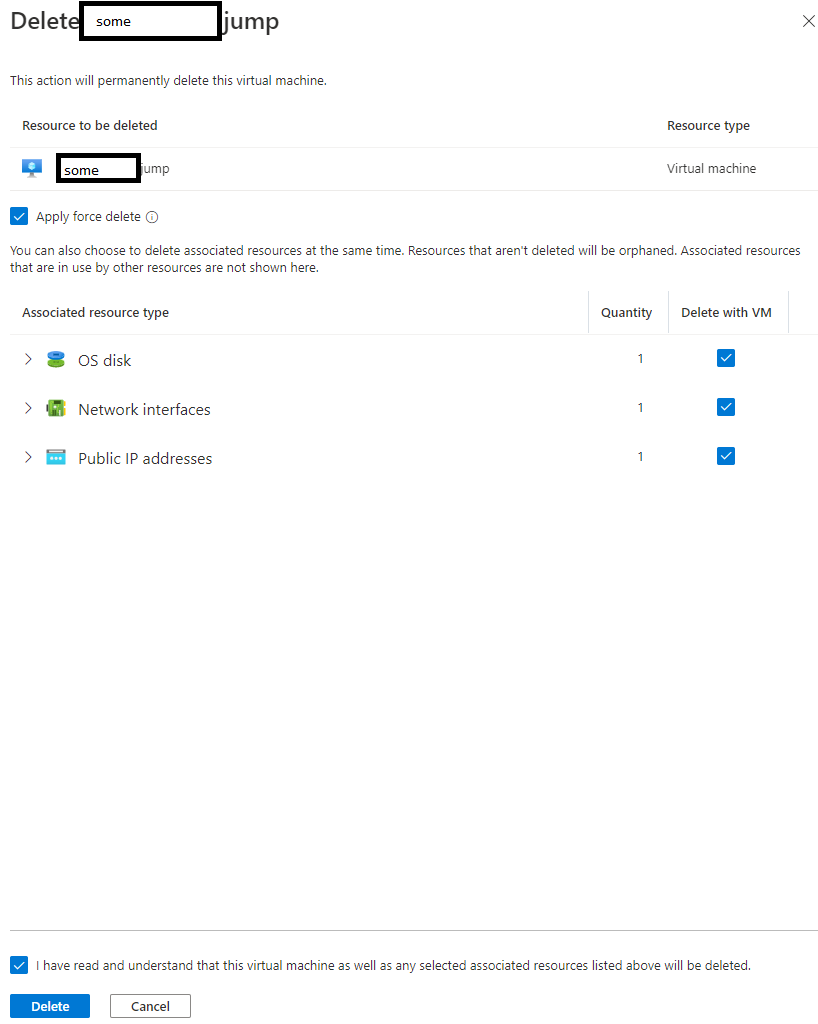 Delete some jump
This action will permanently delete this virtual machine.
Resource to be deleted Resource type
some jump Virtual machine
Apply force delete
You can also choose to delete associated resources at the same time. Resources that aren't deleted will be orphaned. Associated resources
that are in use by other resources are not shown here.
Associated resource type Quantity Delete with VM
OS disk 1
Network interfaces 1
Public IP addresses 1
I have read and understand that this virtual machine as well as any selected associated resources listed above will be deleted.
Delete Cancel